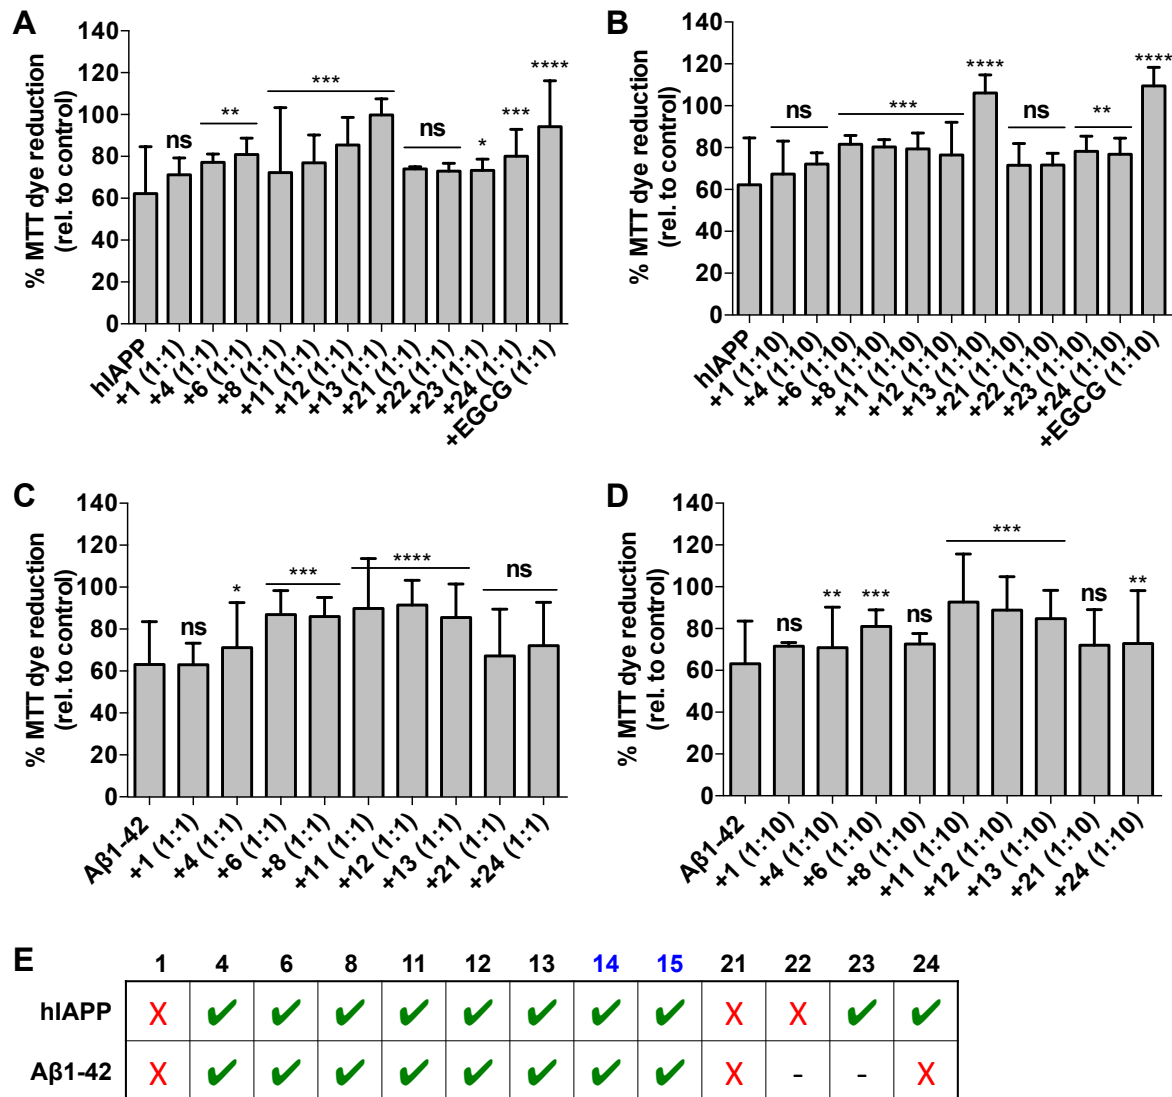 A
% MTT dye reduction
(rel. to control)
140
120
100
80
60
40
20
0
ns
**
***
ns
*
***
****
hIAPP
+1 (1:1)
+4 (1:1)
+6 (1:1)
+8 (1:1)
+11 (1:1)
+12 (1:1)
+13 (1:1)
+21 (1:1)
+22 (1:1)
+23 (1:1)
+24 (1:1)
+EGCG (1:1)
B
% MTT dye reduction
(rel. to control)
140
120
100
80
60
40
20
0
ns
***
****
ns
**
****
hIAPP
+1 (1:10)
+4 (1:10)
+6 (1:10)
+8 (1:10)
+11 (1:10)
+12 (1:10)
+13 (1:10)
+21 (1:10)
+22 (1:10)
+23 (1:10)
+24 (1:10)
+EGCG (1:10)
C
% MTT dye reduction
(rel. to control)
140
120
100
80
60
40
20
0
ns
*
***
****
ns
Aβ1-42
+1 (1:1)
+4 (1:1)
+6 (1:1)
+8 (1:1)
+11 (1:1)
+12 (1:1)
+13 (1:1)
+21 (1:1)
+24 (1:1)
D
% MTT dye reduction
(rel. to control)
140
120
100
80
60
40
20
0
ns
**
***
ns
***
ns
**
Aβ1-42
+1 (1:10)
+4 (1:10)
+6 (1:10)
+8 (1:10)
+11 (1:10)
+12 (1:10)
+13 (1:10)
+21 (1:10)
+24 (1:10)
E
1 4 6 8 11 12 13 14 15 21 22 23 24
hIAPP X ✔ ✔ ✔ ✔ ✔ ✔ ✔ ✔ X X ✔ ✔
Aβ1-42 X ✔ ✔ ✔ ✔ ✔ ✔ ✔ ✔ X - - X